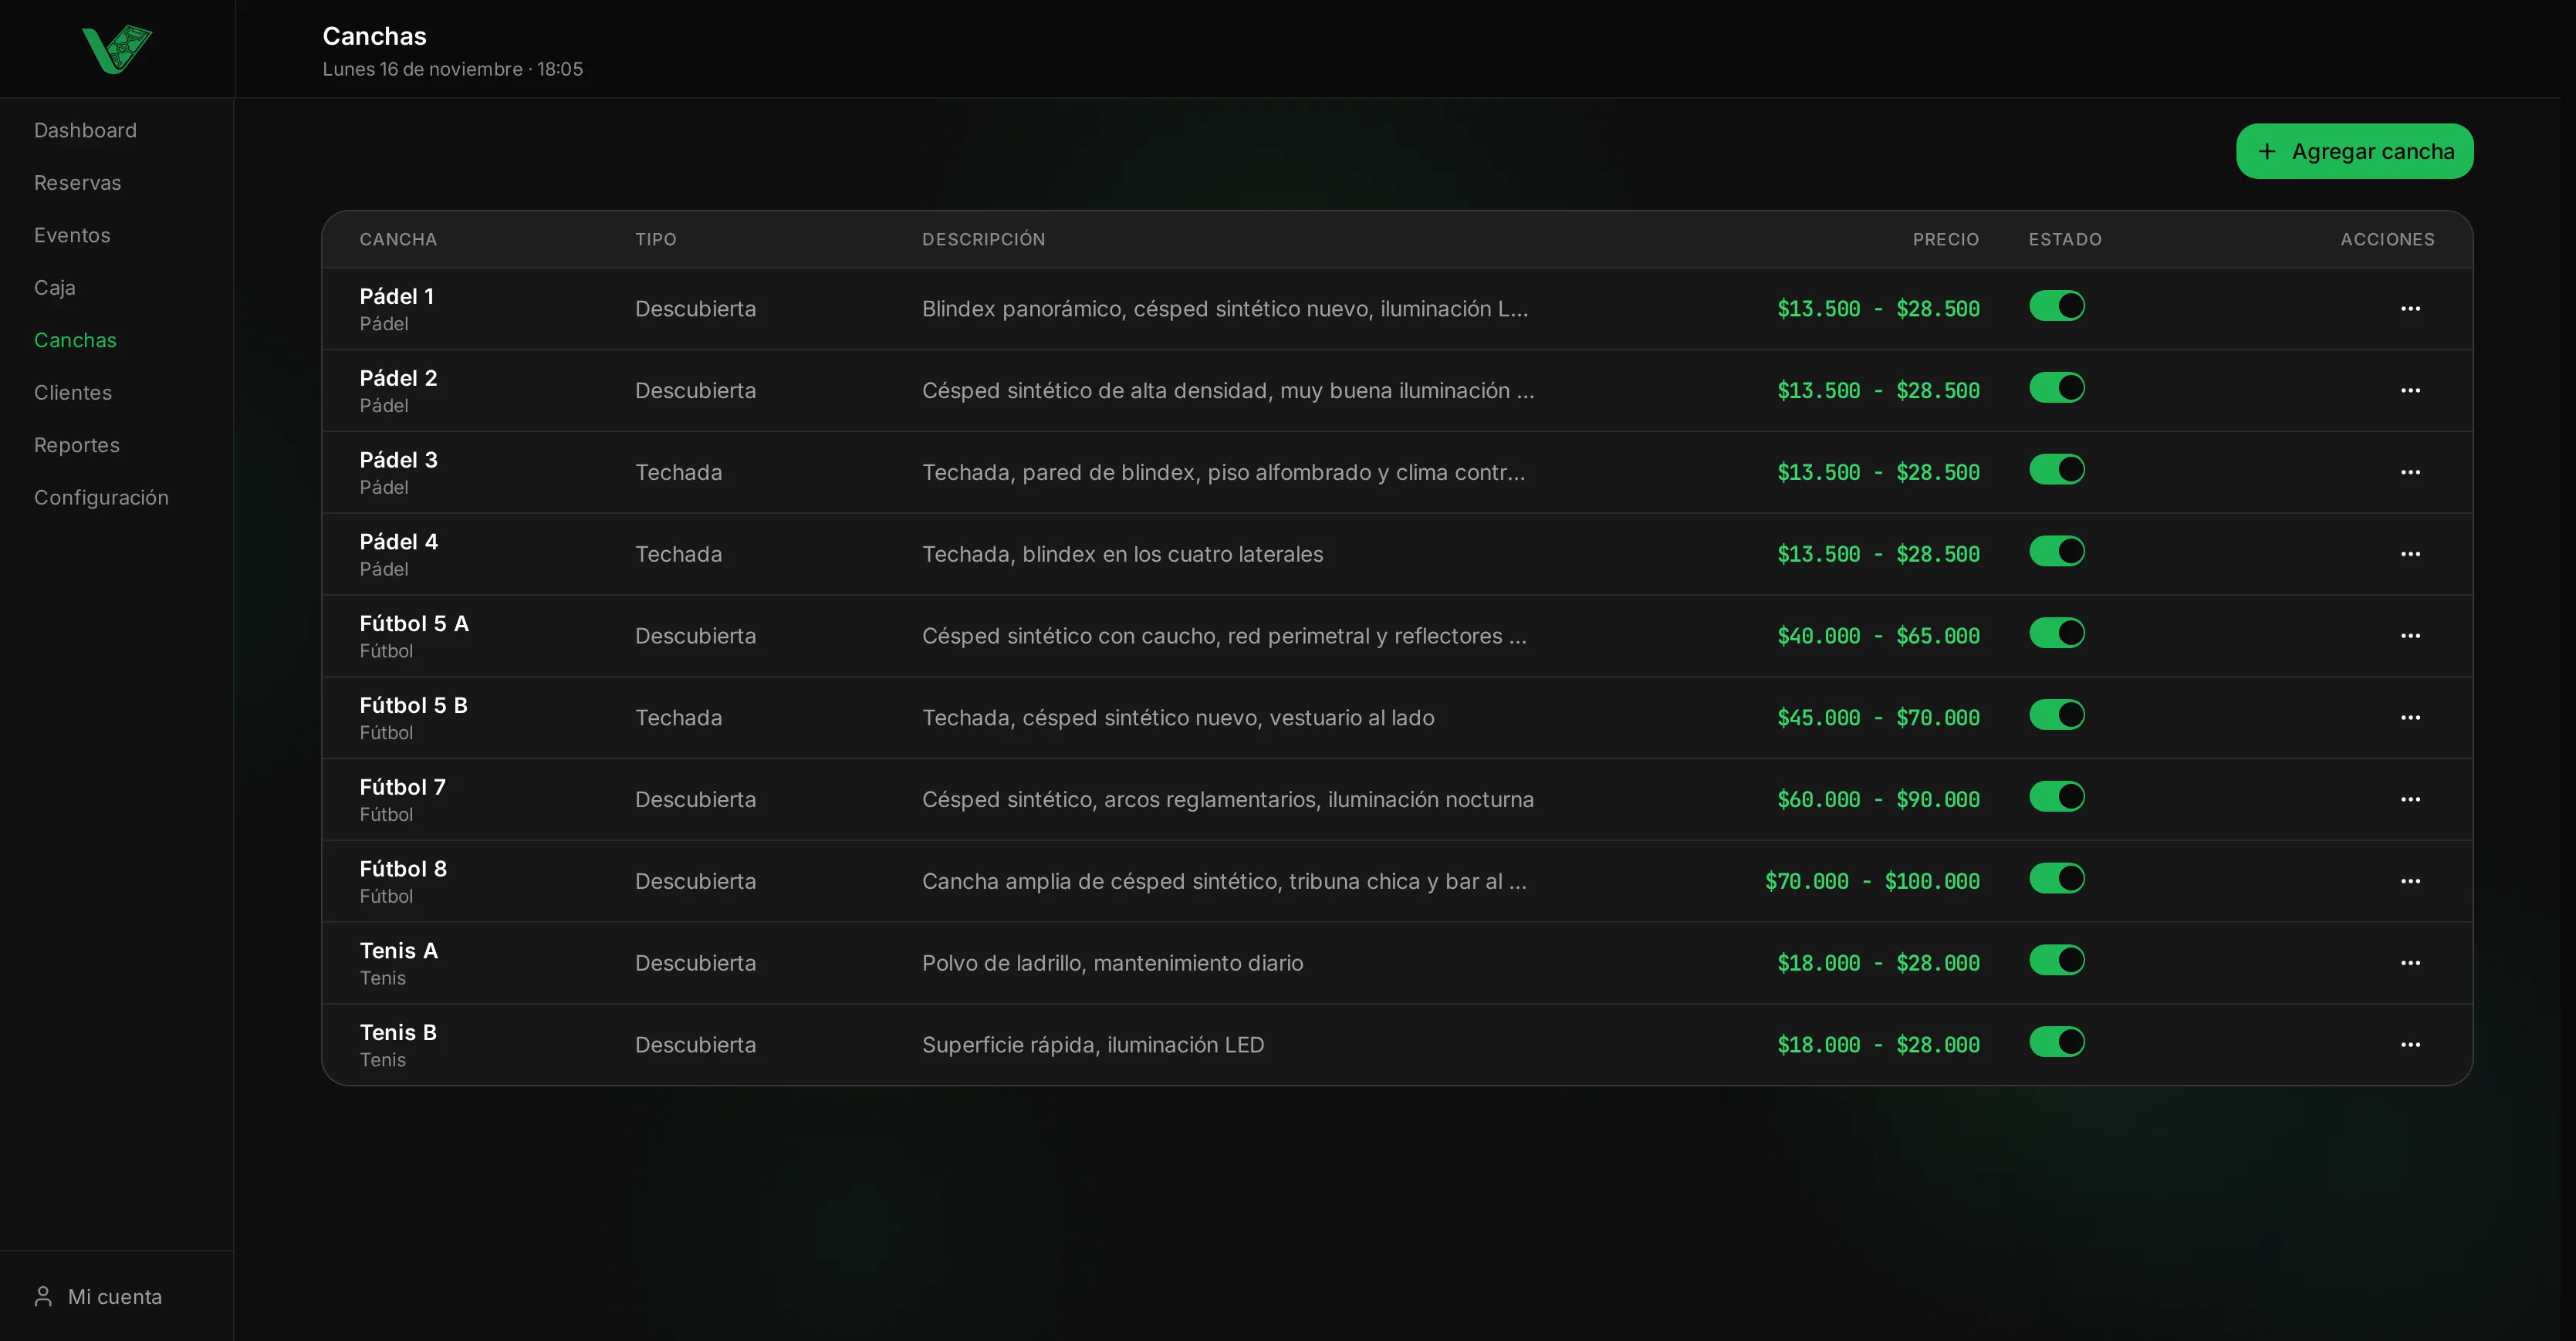 Canchas
Lunes 16 de noviembre · 18:05
Dashboard
Reservas
Eventos
Caja
Canchas
Clientes
Reportes
Configuración
Mi cuenta
+ Agregar cancha
CANCHA TIPO DESCRIPCIÓN PRECIO ESTADO ACCIONES
Pádel 1
Pádel
Descubierta
Blindex panorámico, césped sintético nuevo, iluminación L...
$13.500 - $28.500
Pádel 2
Pádel
Descubierta
Césped sintético de alta densidad, muy buena iluminación ...
$13.500 - $28.500
Pádel 3
Pádel
Techada
Techada, pared de blindex, piso alfombrado y clima contr...
$13.500 - $28.500
Pádel 4
Pádel
Techada
Techada, blindex en los cuatro laterales
$13.500 - $28.500
Fútbol 5 A
Fútbol
Descubierta
Césped sintético con caucho, red perimetral y reflectores ...
$40.000 - $65.000
Fútbol 5 B
Fútbol
Techada
Techada, césped sintético nuevo, vestuario al lado
$45.000 - $70.000
Fútbol 7
Fútbol
Descubierta
Césped sintético, arcos reglamentarios, iluminación nocturna
$60.000 - $90.000
Fútbol 8
Fútbol
Descubierta
Cancha amplia de césped sintético, tribuna chica y bar al ...
$70.000 - $100.000
Tenis A
Tenis
Descubierta
Polvo de ladrillo, mantenimiento diario
$18.000 - $28.000
Tenis B
Tenis
Descubierta
Superficie rápida, iluminación LED
$18.000 - $28.000